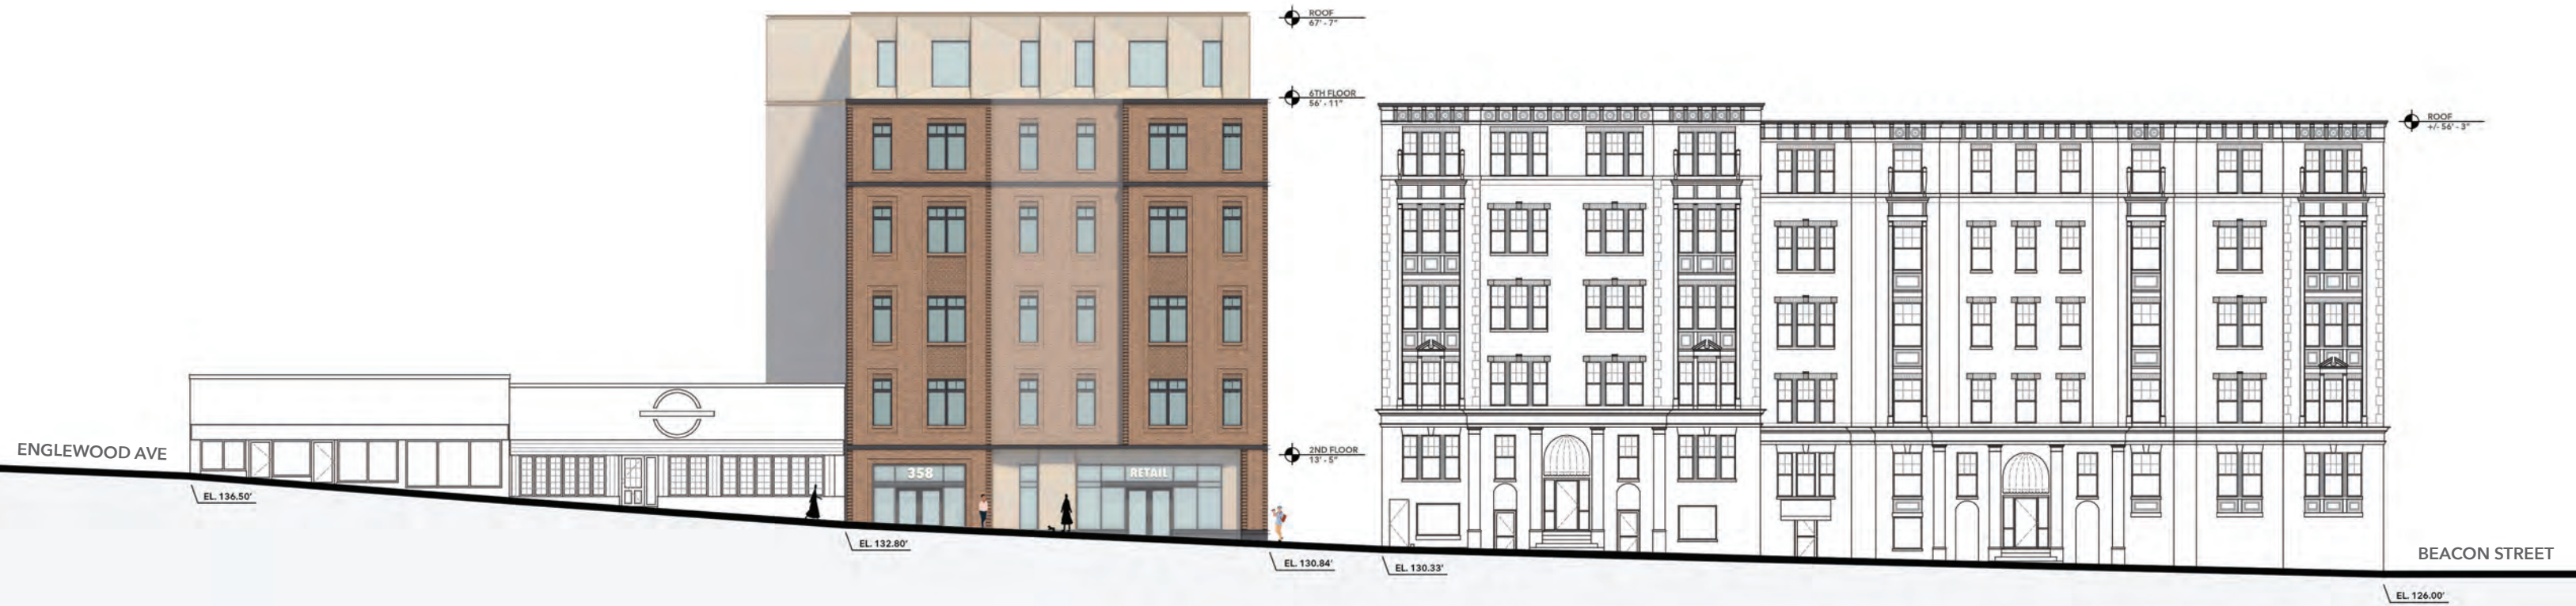 ROOF
67' - 7"
6TH FLOOR
56' - 11"
ROOF
+/- 56' - 3"
ENGLEWOOD AVE
2ND FLOOR
13' - 5"
358
RETAIL
EL. 136.50'
EL. 132.80'
EL. 130.84'
EL. 130.33'
BEACON STREET
EL. 126.00'